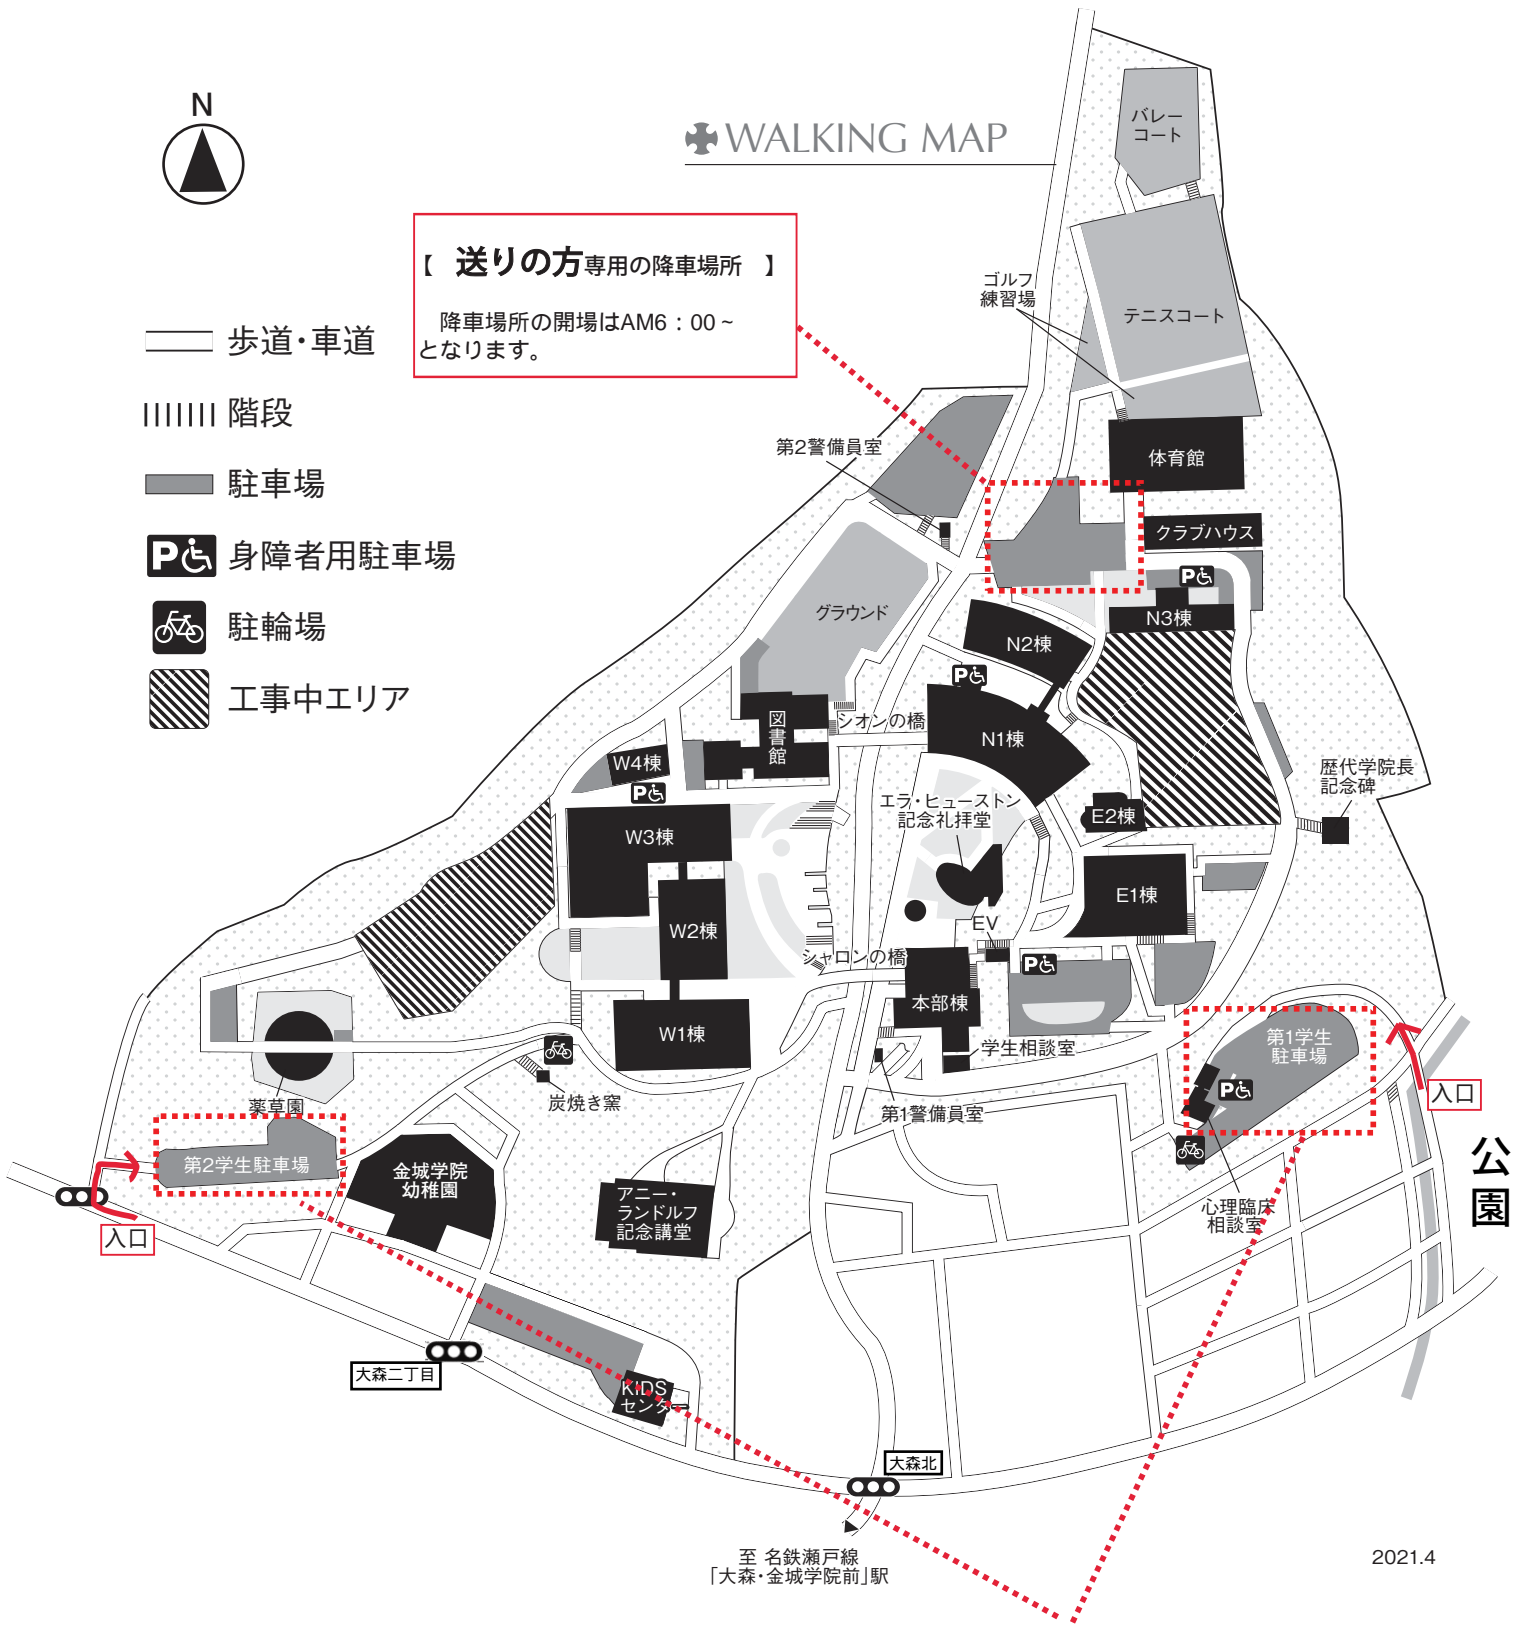 N
WALKING MAP
【 送りの方専用の降車場所 】
降車場所の開場はAM6：00～
となります。
歩道・車道
階段
駐車場
P 身障者用駐車場
駐輪場
工事中エリア
バレー
コート
ゴルフ
練習場
テニスコート
第2警備員室
体育館
クラブハウス
P
N3棟
グラウンド
N2棟
P
シオンの橋
N1棟
図書館
W4棟
P
W3棟
エラ・ヒューストン
記念礼拝堂
E2棟
歴代学院長
記念碑
E1棟
W2棟
EV
シャロンの橋
P
本部棟
W1棟
学生相談室
第1学生
駐車場
P
入口
炭焼き窯
薬草園
第1警備員室
公園
第2学生駐車場
金城学院
幼稚園
アニー・
ランドルフ
記念講堂
心理臨床
相談室
入口
大森二丁目
KIDS
センター
大森北
至 名鉄瀬戸線
「大森・金城学院前」駅
2021.4